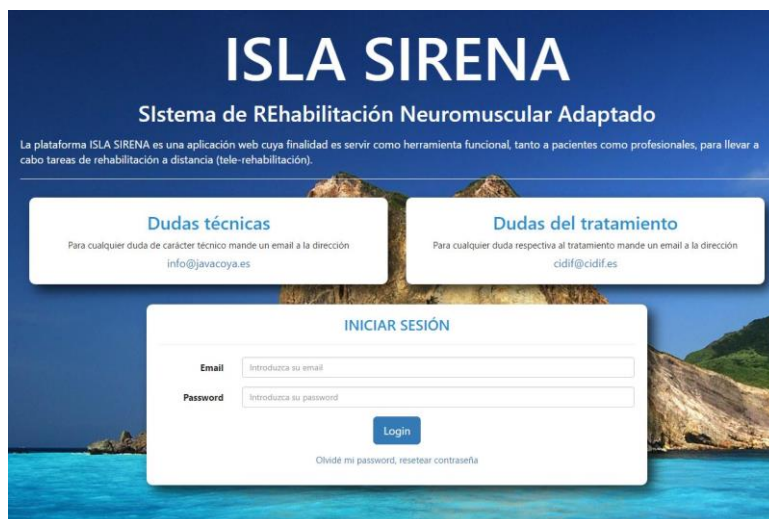 ISLA SIRENA
SIstema de REhabilitación Neuromuscular Adaptado
La plataforma ISLA SIRENA es una aplicación web cuya finalidad es servir como herramienta funcional, tanto a pacientes como profesionales, para llevar a
cabo tareas de rehabilitación a distancia (tele-rehabilitación).
Dudas técnicas
Para cualquier duda de carácter técnico mande un email a la dirección
info@javacoya.es
Dudas del tratamiento
Para cualquier duda respectiva al tratamiento mande un email a la dirección
cidif@cidif.es
INICIAR SESIÓN
Email Introduzca su email
Password Introduzca su password
Login
Olvidé mi password, resetear contraseña